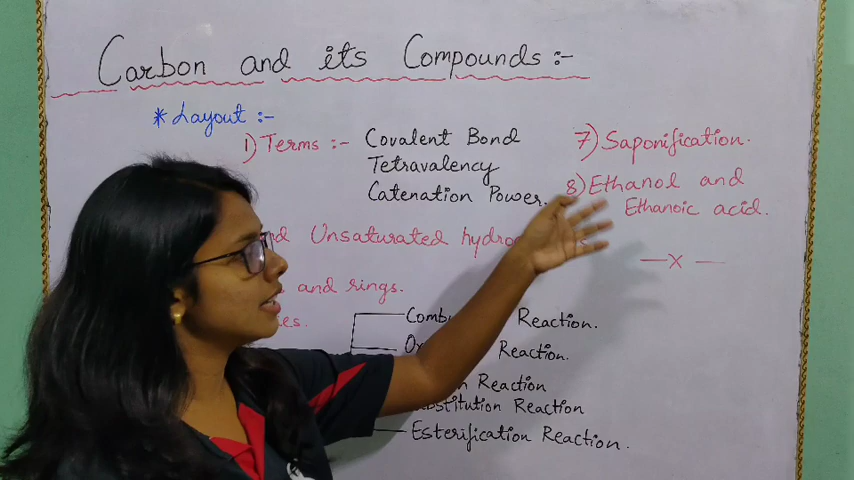 Carbon and its Compounds :-
* Layout :-
1) Terms :- Covalent Bond
Tetravalency
Catenation Power.
Unsaturated
and rings.
Reaction.
Reaction.
Reaction
Reaction
Esterification Reaction.
7) Saponification.
8) Ethanol and
Ethanoic acid.
—x—